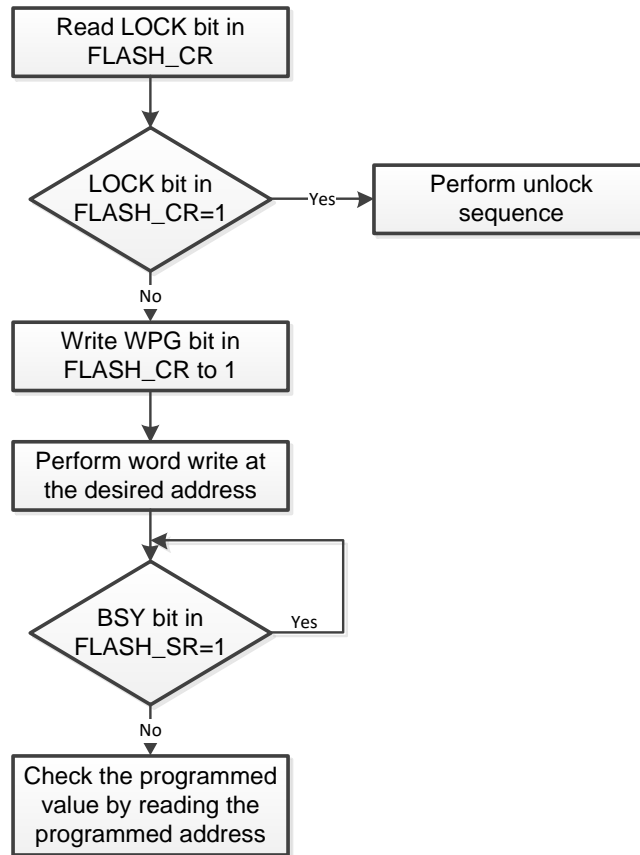 Read LOCK bit in
FLASH_CR
LOCK bit in
FLASH_CR=1
Yes
Perform unlock
sequence
No
Write WPG bit in
FLASH_CR to 1
Perform word write at
the desired address
BSY bit in
FLASH_SR=1
Yes
No
Check the programmed
value by reading the
programmed address